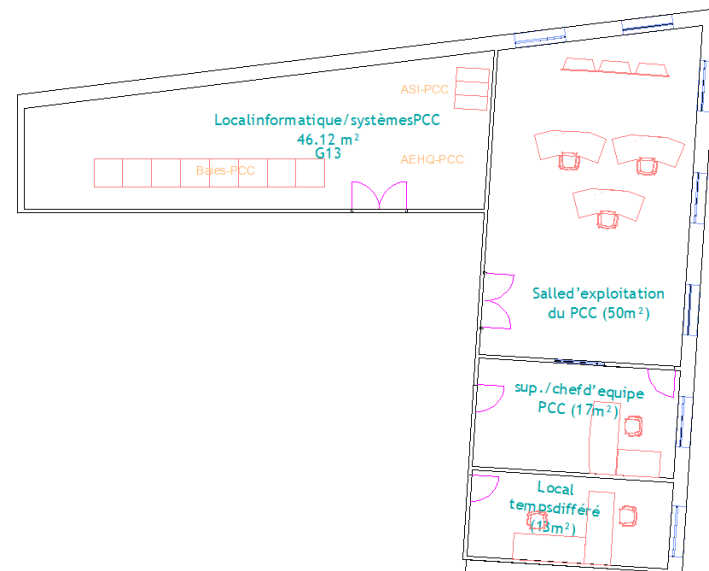 ASI-PCC
Localinformatique/systèmesPCC
46.12 m²
G13
AEHQ-PCC
Baies-PCC
Salled'exploitation
du PCC (50m²)
sup./chefd'equipe
PCC (17m²)
Local
tempsdifféré
(13m²)